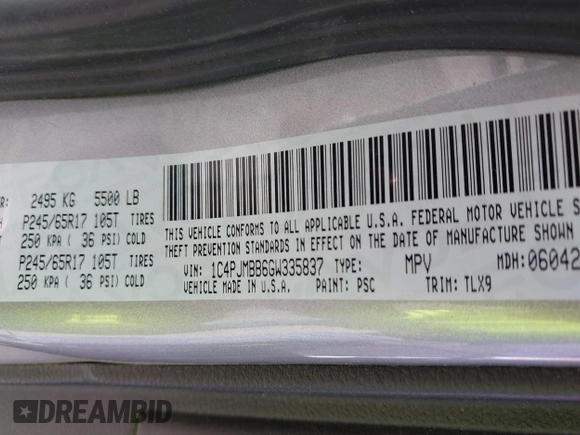 2495 KG 5500 LB
P245/65R17 105T TIRES
250 KPA ( 36 PSI) COLD
P245/65R17 105T TIRES
250 KPA ( 36 PSI) COLD
THIS VEHICLE CONFORMS TO ALL APPLICABLE U.S.A. FEDERAL MOTOR VEHICLE
THEFT PREVENTION STANDARDS IN EFFECT ON THE DATE OF MANUFACTURE SHOWN
VIN: 1C4PJMBB6GW335837 TYPE: MPV MDH: 06042
VEHICLE MADE IN U.S.A. PAINT: PSC TRIM: TLX9
DREAMBID